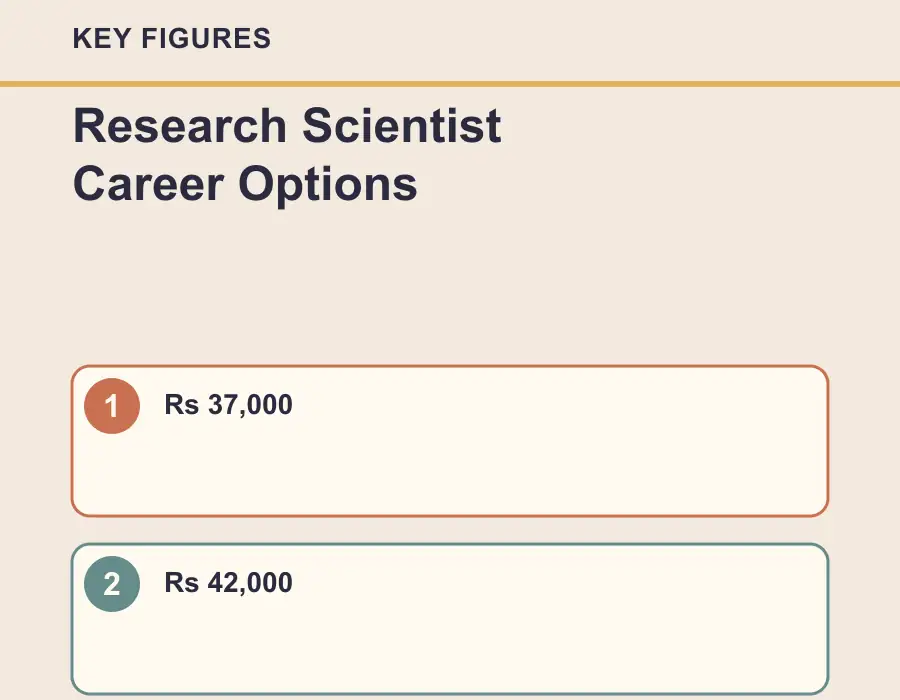 KEY FIGURES
Research Scientist
Career Options
1 Rs 37,000
2 Rs 42,000